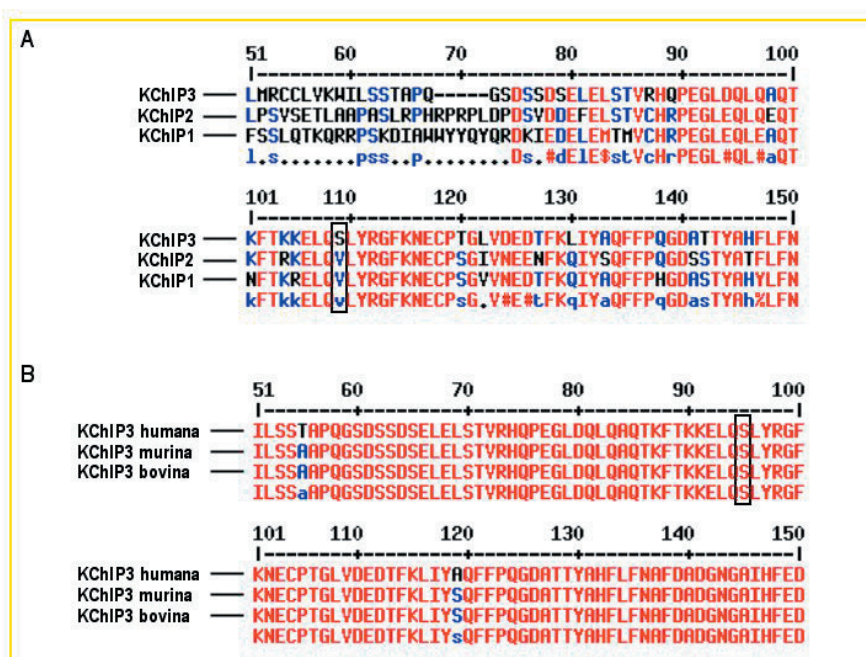 A
51 60 70 80 90 100
KChIP3 LMRCCLVKWILSSTAPQ-----GSDSSDSELELSTVRHQPEGLDQLQAQT
KChIP2 LPSVSETLAAPASLRPHRPRPLDPDSVDDEFELSTVCHRPEGLEQLQEQT
KChIP1 FSSLQTKQRRPSKDIAWWYYQYQRDKIEDELEMTMVCHRPEGLEQLEAQT
l.s.......pss..p........Ds.#dElE$stVcHrPEGL#QL#aQT
101 110 120 130 140 150
KChIP3 KFTKKELQSLYRGFKNECPTGLVDEDTFKLIYAQFFPQGDATTYAHFLFN
KChIP2 KFTRKELQVLYRGFKNECPSGIVNEENFKQIYSQFFPQGDSSTYATFLFN
KChIP1 NFTKRELQVLYRGFKNECPSGVVNEDTFKQIYAQFFPHGDASTYAHYLFN
kFTkkELQvLYRGFKNECPsG.V#E#tFKqIYaQFFPqGDasTYAh%LFN
B
51 60 70 80 90 100
KChIP3 humana ILSSTAPQGSDSSDSELELSTVRHQPEGLDQLQAQTKFTKKELQSLYRGF
KChIP3 murina ILSSAAPQGSDSSDSELELSTVRHQPEGLDQLQAQTKFTKKELQSLYRGF
KChIP3 bovina ILSSAAPQGSDSSDSELELSTVRHQPEGLDQLQAQTKFTKKELQSLYRGF
ILSSaAPQGSDSSDSELELSTVRHQPEGLDQLQAQTKFTKKELQSLYRGF
101 110 120 130 140 150
KChIP3 humana KNECPTGLVDEDTFKLIYAQFFPQGDATTYAHFLFNAFDADGNGAIHFED
KChIP3 murina KNECPTGLVDEDTFKLIYSQFFPQGDATTYAHFLFNAFDADGNGAIHFED
KChIP3 bovina KNECPTGLVDEDTFKLIYSQFFPQGDATTYAHFLFNAFDADGNGAIHFED
KNECPTGLVDEDTFKLIYsQFFPQGDATTYAHFLFNAFDADGNGAIHFED